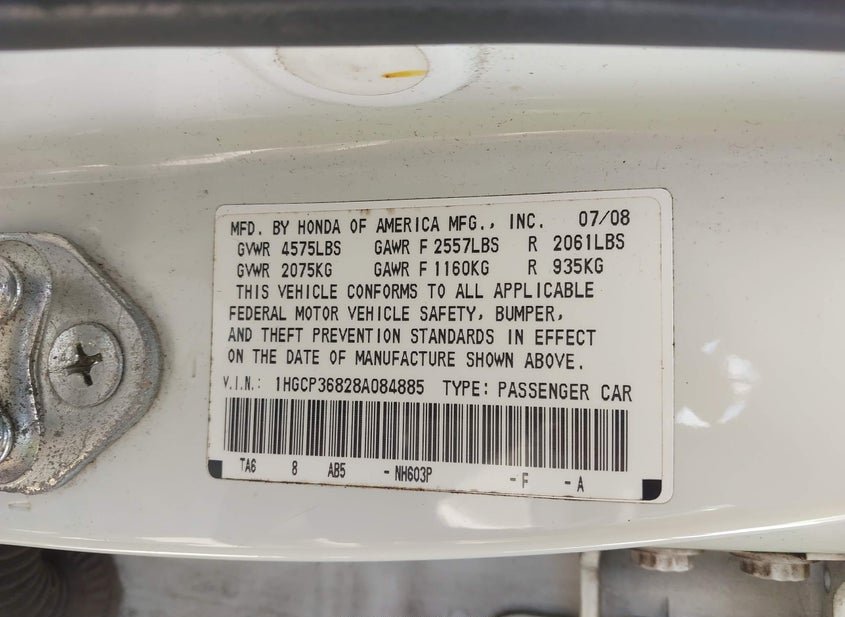 MFD. BY HONDA OF AMERICA MFG., INC. 07/08
GVWR 4575LBS GAWR F 2557LBS R 2061LBS
GVWR 2075KG GAWR F 1160KG R 935KG
THIS VEHICLE CONFORMS TO ALL APPLICABLE
FEDERAL MOTOR VEHICLE SAFETY, BUMPER,
AND THEFT PREVENTION STANDARDS IN EFFECT
ON THE DATE OF MANUFACTURE SHOWN ABOVE.
V.I.N.: 1HGCP36828A084885 TYPE: PASSENGER CAR
TA6 8 AB5 -NH603P -F -A